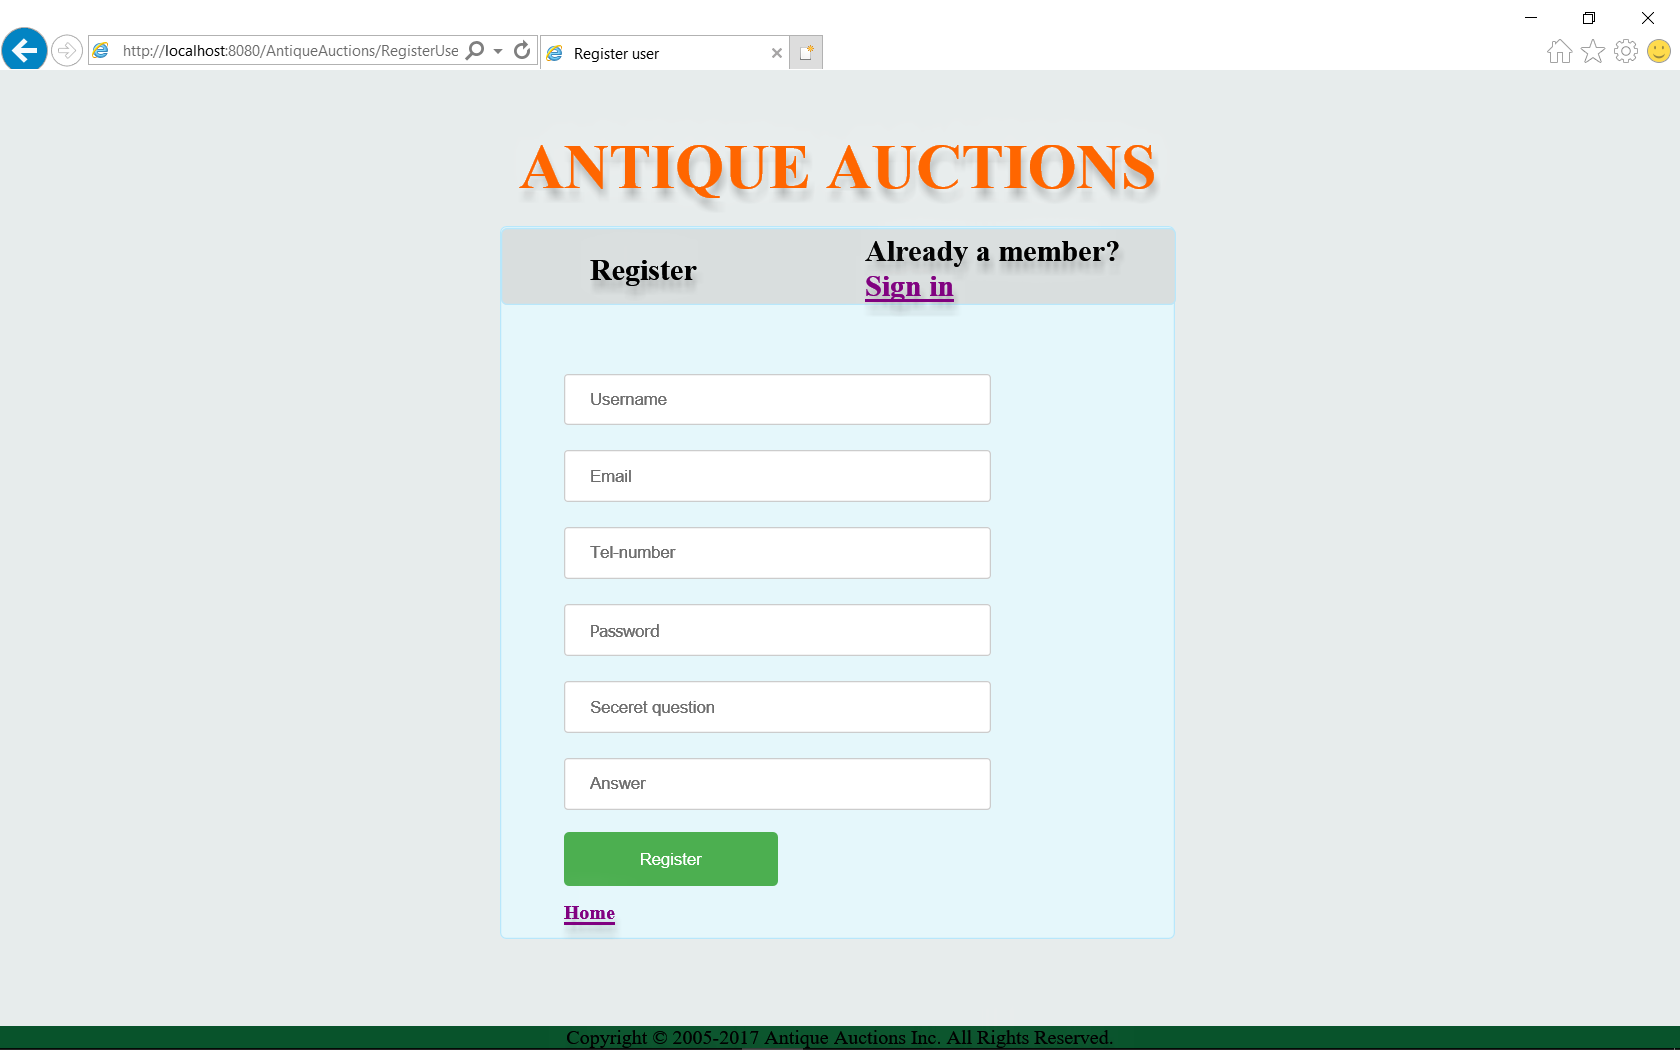 http://localhost:8080/AntiqueAuctions/RegisterUse
Register user
ANTIQUE AUCTIONS
Register
Already a member?
Sign in
Username
Email
Tel-number
Password
Seceret question
Answer
Register
Home
Copyright © 2005-2017 Antique Auctions Inc. All Rights Reserved.